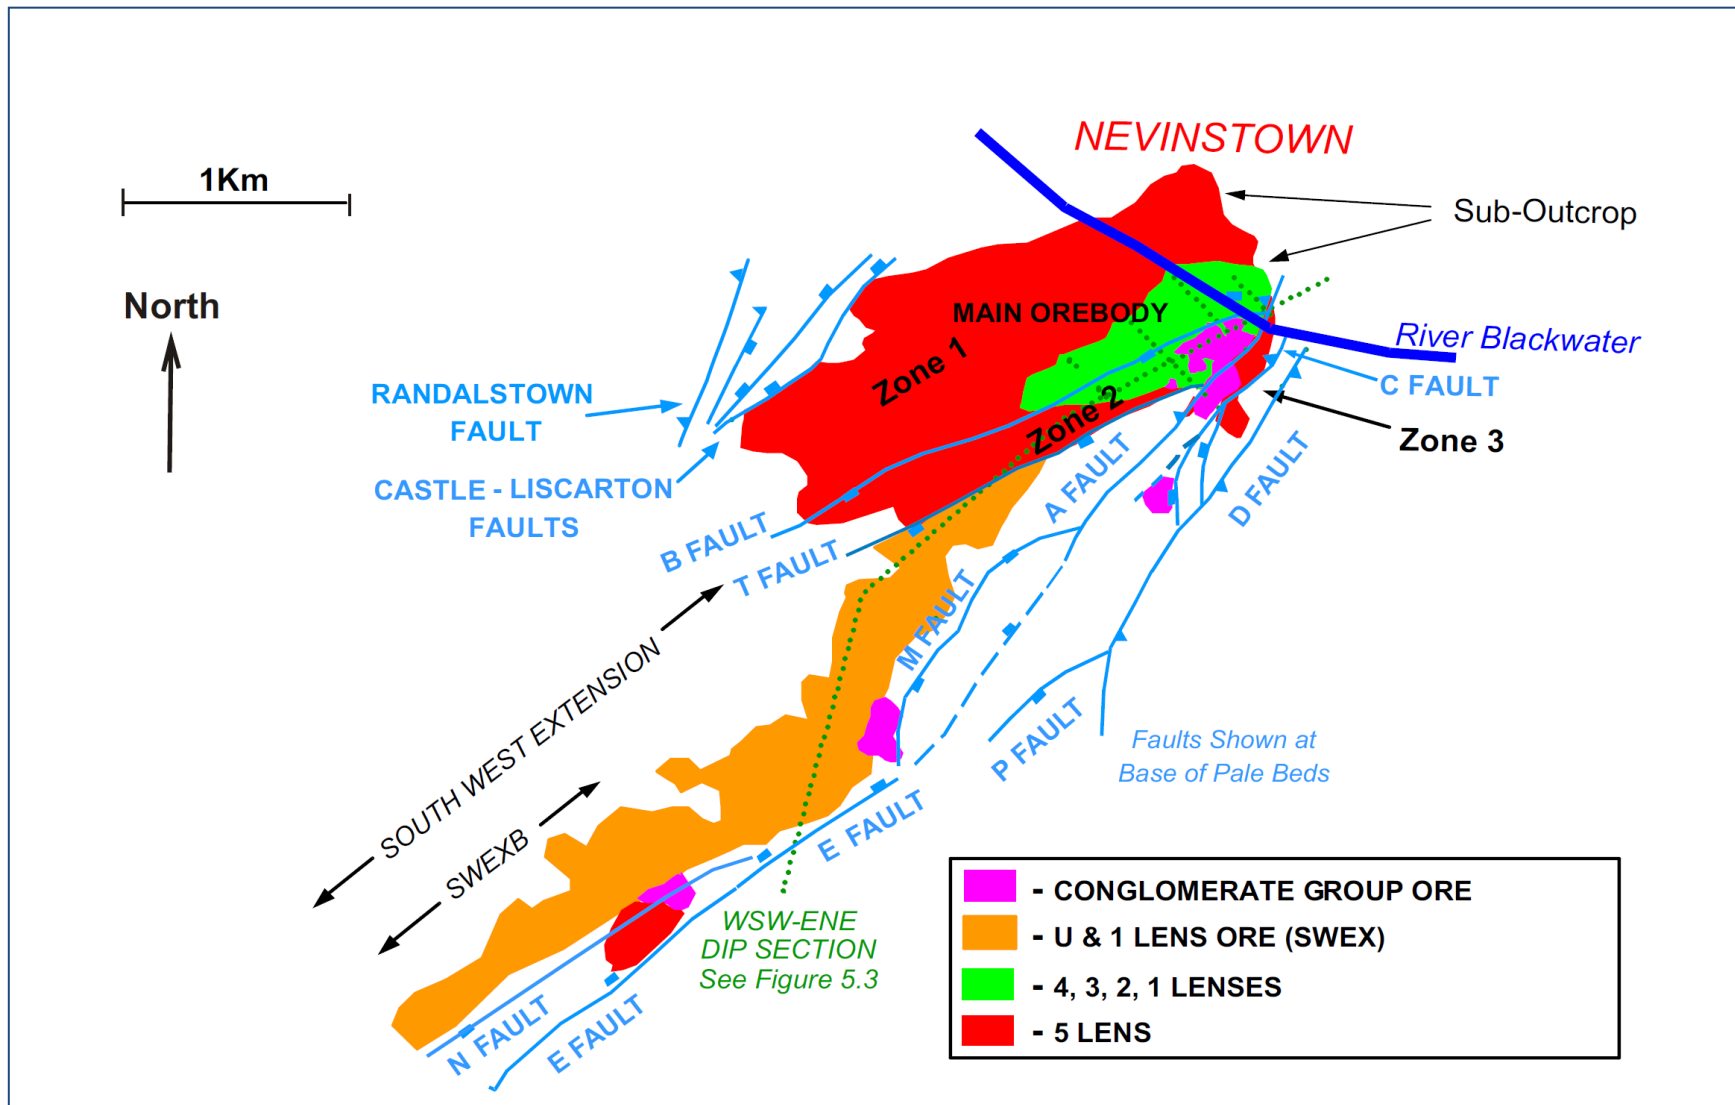 NEVINSTOWN
1Km
Sub-Outcrop
North
MAIN OREBODY
River Blackwater
Zone 1
RANDALSTOWN
FAULT
C FAULT
Zone 2
Zone 3
CASTLE - LISCARTON
FAULTS
A FAULT
D FAULT
B FAULT
T FAULT
M FAULT
SOUTH WEST EXTENSION
P FAULT
Faults Shown at
Base of Pale Beds
SWEXB
E FAULT
WSW-ENE
DIP SECTION
See Figure 5.3
N FAULT
E FAULT
- CONGLOMERATE GROUP ORE
- U & 1 LENS ORE (SWEX)
- 4, 3, 2, 1 LENSES
- 5 LENS